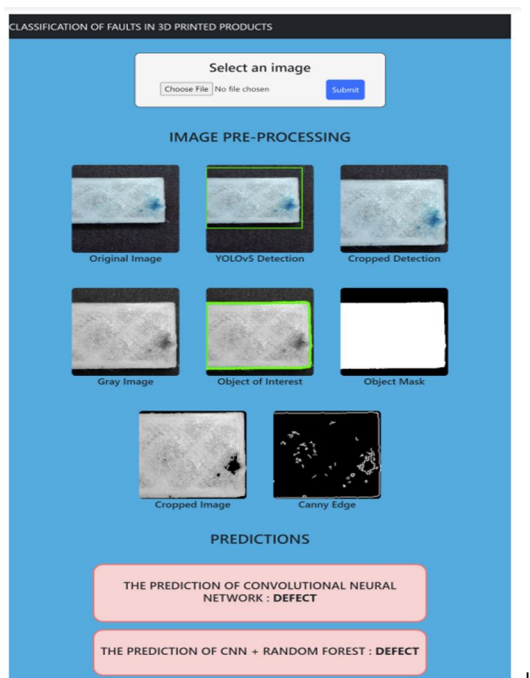 CLASSIFICATION OF FAULTS IN 3D PRINTED PRODUCTS
Select an image
Choose File No file chosen
Submit
IMAGE PRE-PROCESSING
Original Image
YOLOv5 Detection
Cropped Detection
Gray Image
Object of Interest
Object Mask
Cropped Image
Canny Edge
PREDICTIONS
THE PREDICTION OF CONVOLUTIONAL NEURAL
NETWORK : DEFECT
THE PREDICTION OF CNN + RANDOM FOREST : DEFECT